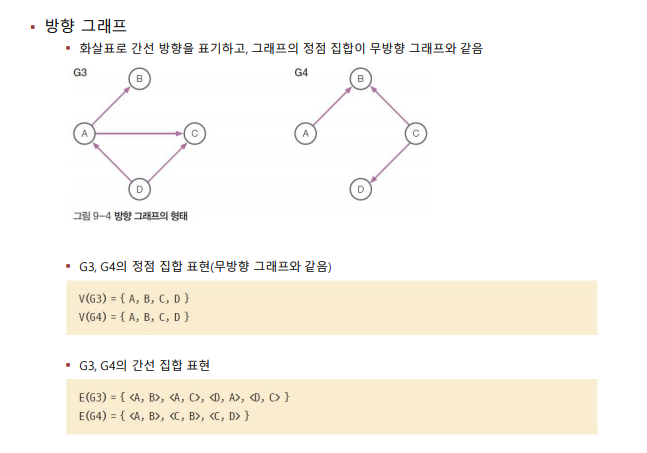 방향 그래프
화살표로 간선 방향을 표기하고, 그래프의 정점 집합이 무방향 그래프와 같음
G3
B
A
C
D
G4
B
A
C
D
그림 9-4 방향 그래프의 형태
G3, G4의 정점 집합 표현(무방향 그래프와 같음)
V(G3) = { A, B, C, D }
V(G4) = { A, B, C, D }
G3, G4의 간선 집합 표현
E(G3) = { <A, B>, <A, C>, <D, A>, <D, C> }
E(G4) = { <A, B>, <C, B>, <C, D> }